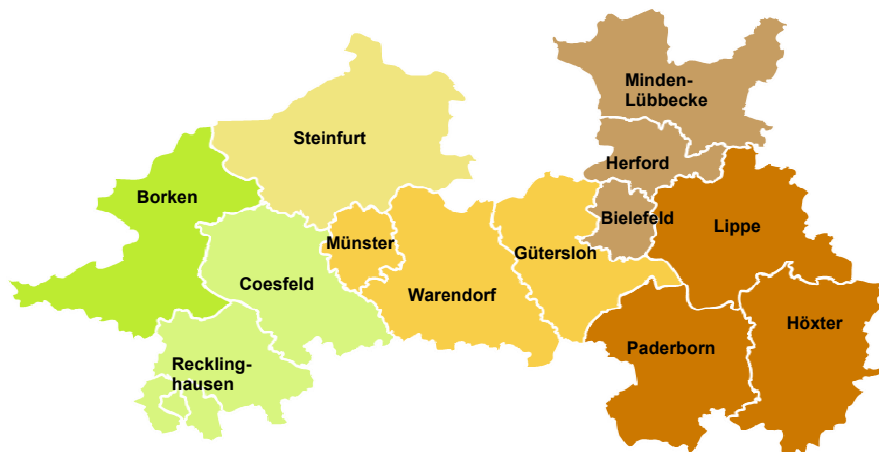 Minden-
Lübbecke
Steinfurt
Herford
Borken
Bielefeld
Lippe
Münster
Gütersloh
Coesfeld
Warendorf
Höxter
Paderborn
Reckling-
hausen